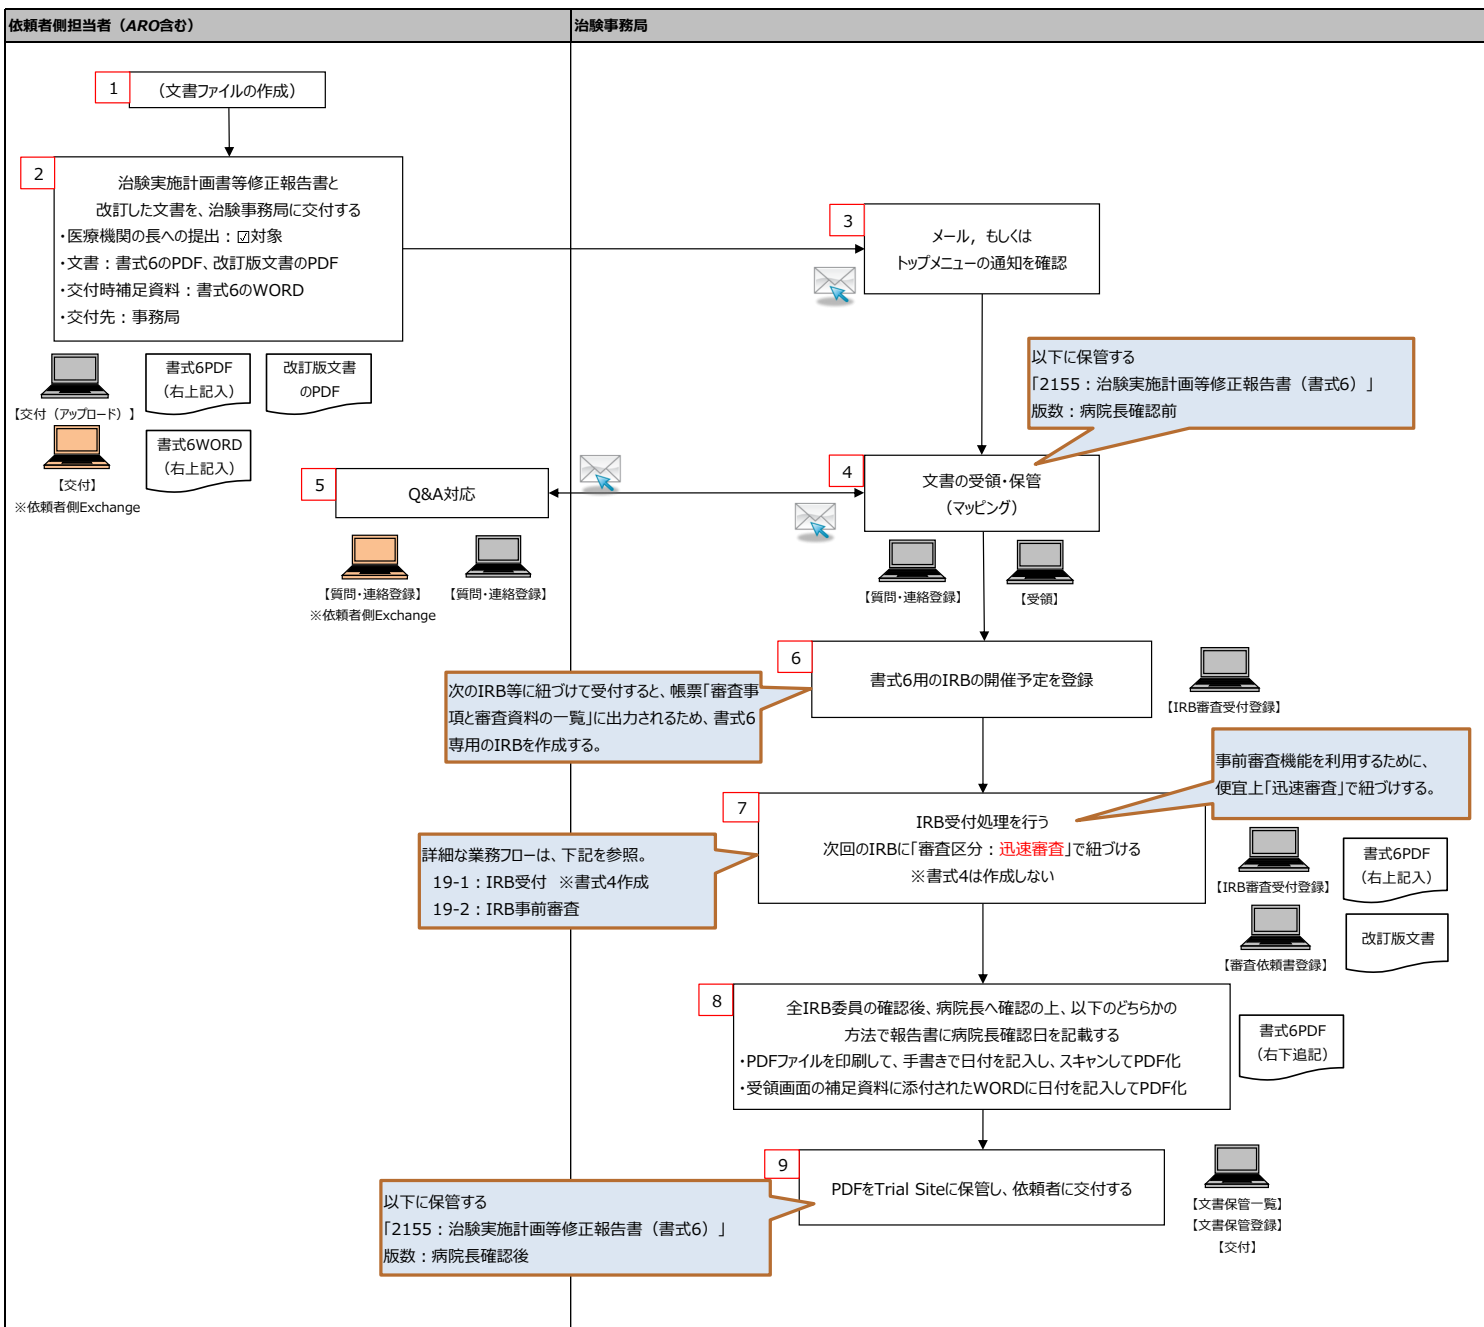 依頼者側担当者（ARO含む）
治験事務局
1
（文書ファイルの作成）
2
治験実施計画書等修正報告書と
改訂した文書を、治験事務局に交付する
・医療機関の長への提出：☑対象
・文書：書式6のPDF、改訂版文書のPDF
・交付時補足資料：書式6のWORD
・交付先：事務局
【交付（アップロード）】
書式6PDF
（右上記入）
改訂版文書
のPDF
【交付】
※依頼者側Exchange
書式6WORD
（右上記入）
3
メール，もしくは
トップメニューの通知を確認
以下に保管する
「2155：治験実施計画等修正報告書（書式6）」
版数：病院長確認前
4
文書の受領・保管
（マッピング）
【質問・連絡登録】
【受領】
5
Q&A対応
【質問・連絡登録】
※依頼者側Exchange
【質問・連絡登録】
6
書式6用のIRBの開催予定を登録
【IRB審査受付登録】
次のIRB等に紐づけて受付すると、帳票「審査事
項と審査資料の一覧」に出力されるため、書式6
専用のIRBを作成する。
事前審査機能を利用するために、
便宜上「迅速審査」で紐づけする。
7
IRB受付処理を行う
次回のIRBに「審査区分：迅速審査」で紐づける
※書式4は作成しない
詳細な業務フローは、下記を参照。
19-1：IRB受付 ※書式4作成
19-2：IRB事前審査
【IRB審査受付登録】
書式6PDF
（右上記入）
【審査依頼書登録】
改訂版文書
8
全IRB委員の確認後、病院長へ確認の上、以下のどちらかの
方法で報告書に病院長確認日を記載する
・PDFファイルを印刷して、手書きで日付を記入し、スキャンしてPDF化
・受領画面の補足資料に添付されたWORDに日付を記入してPDF化
書式6PDF
（右下追記）
9
PDFをTrial Siteに保管し、依頼者に交付する
以下に保管する
「2155：治験実施計画等修正報告書（書式6）」
版数：病院長確認後
【文書保管一覧】
【文書保管登録】
【交付】